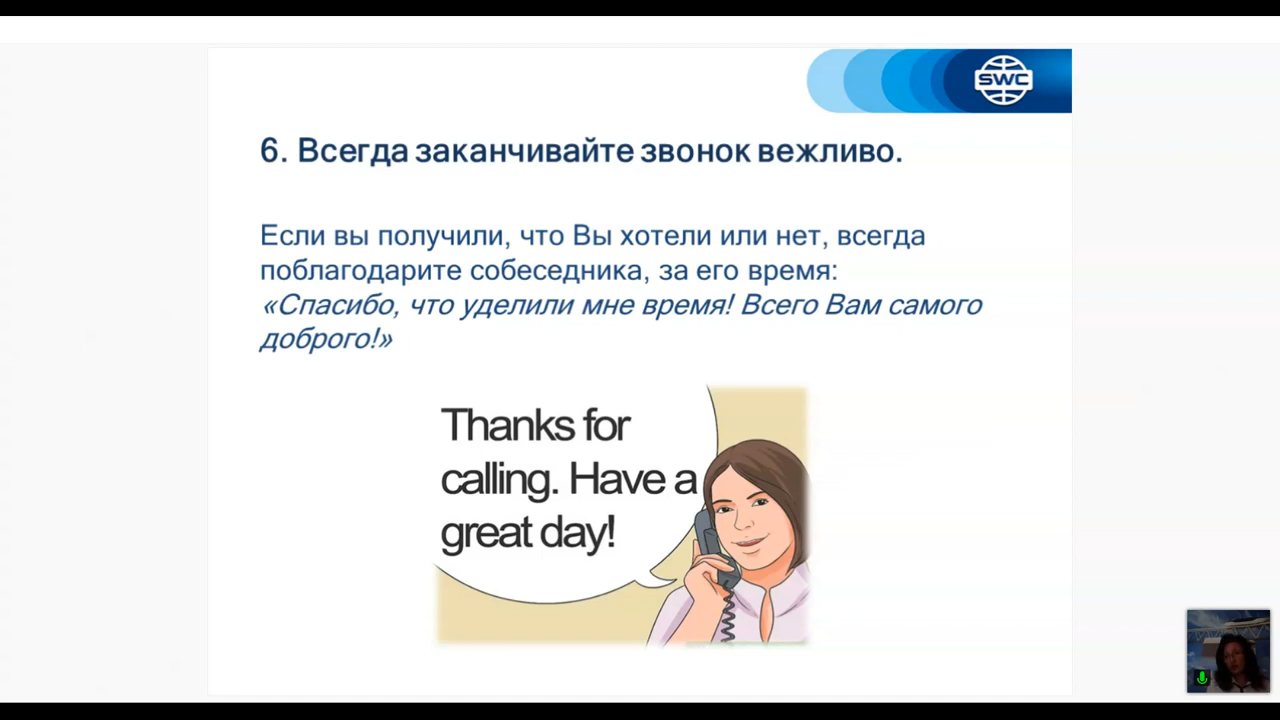 SWC
6. Всегда заканчивайте звонок вежливо.
Если вы получили, что Вы хотели или нет, всегда
поблагодарите собеседника, за его время:
«Спасибо, что уделили мне время! Всего Вам самого
доброго!»
Thanks for
calling. Have a
great day!